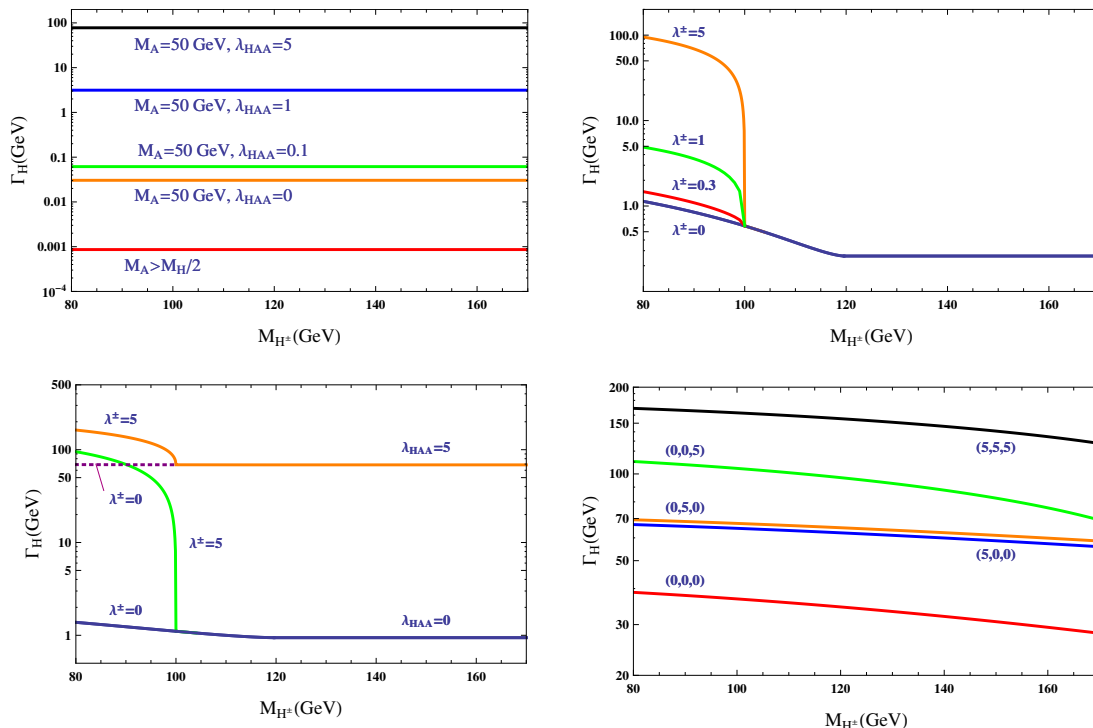 100
10
1
0.1
0.01
0.001
10⁻⁴
Γ_H(GeV)
M_A=50 GeV, λ_HAA=5
M_A=50 GeV, λ_HAA=1
M_A=50 GeV, λ_HAA=0.1
M_A=50 GeV, λ_HAA=0
M_A>M_H/2
80 100 120 140 160
M_H±(GeV)
100.0
50.0
10.0
5.0
1.0
0.5
Γ_H(GeV)
λ±=5
λ±=1
λ±=0.3
λ±=0
80 100 120 140 160
M_H±(GeV)
500
100
50
10
5
1
Γ_H(GeV)
λ±=5
λ_HAA=5
λ±=0
λ±=5
λ±=0
λ_HAA=0
80 100 120 140 160
M_H±(GeV)
200
150
100
70
50
30
20
Γ_H(GeV)
(5,5,5)
(0,0,5)
(0,5,0)
(5,0,0)
(0,0,0)
80 100 120 140 160
M_H±(GeV)